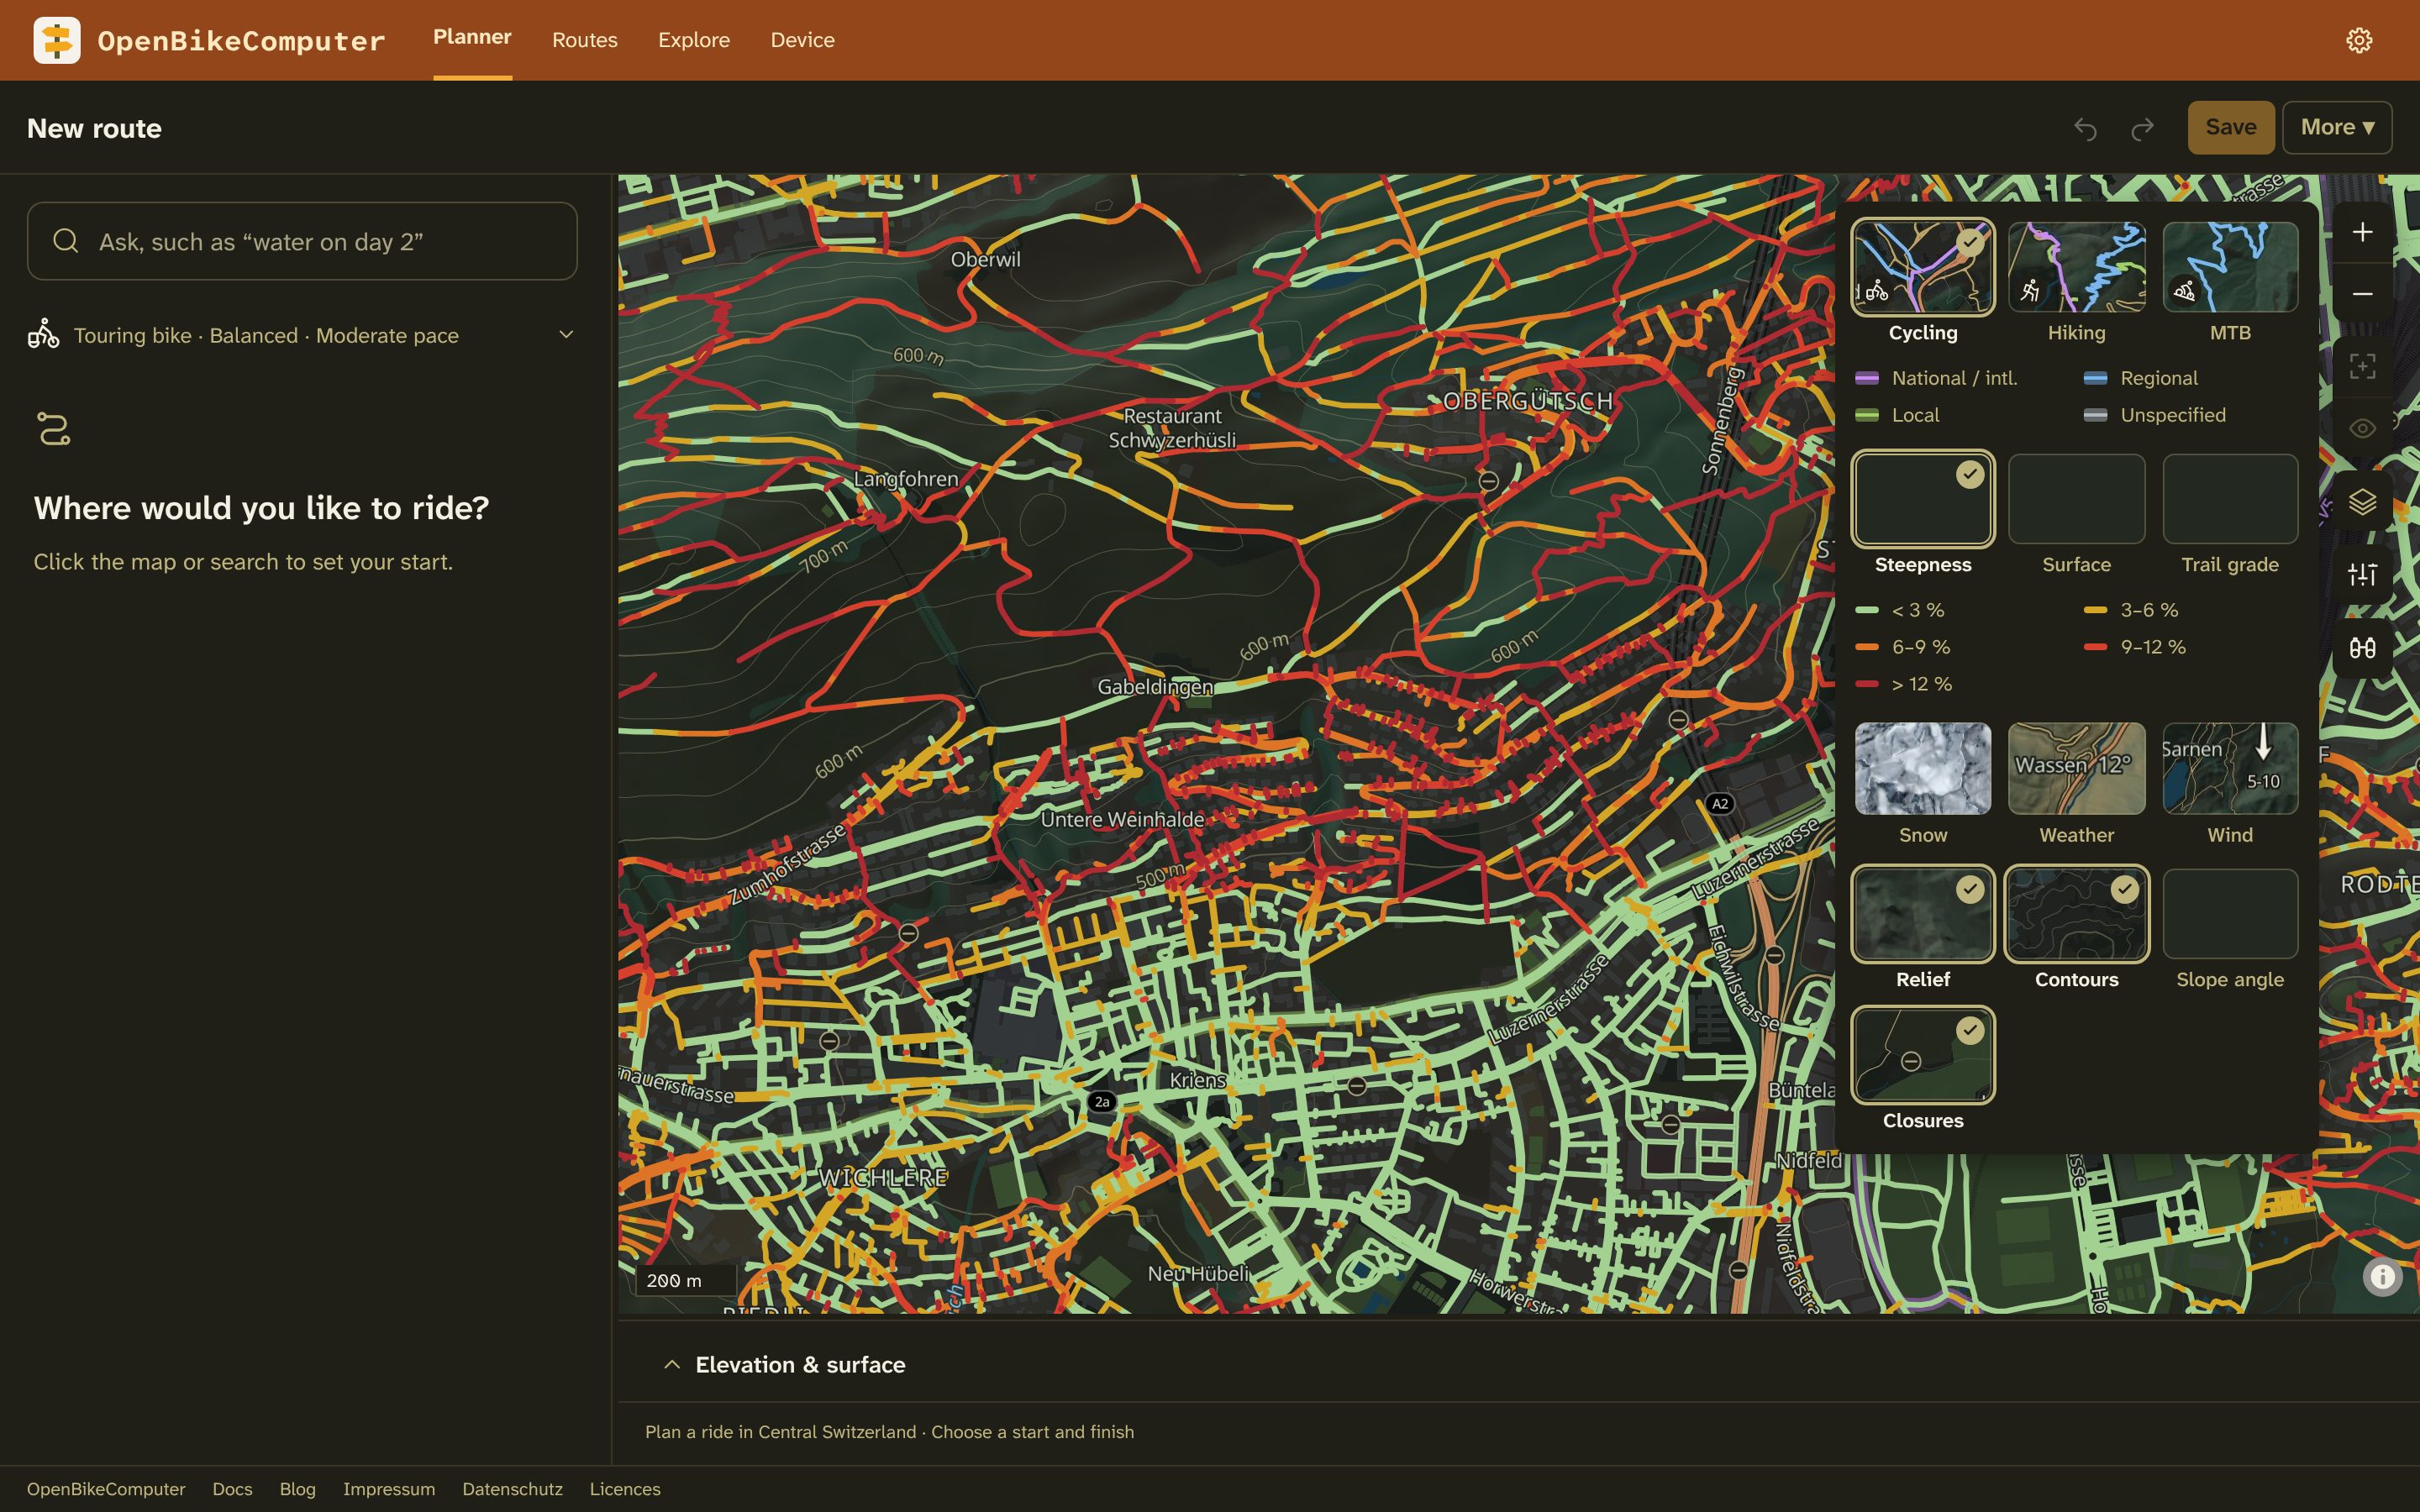 OpenBikeComputer
Planner
Routes
Explore
Device
New route
Save
More ▾
Ask, such as “water on day 2”
Touring bike · Balanced · Moderate pace
Where would you like to ride?
Click the map or search to set your start.
Oberwil
600 m
Restaurant
Schwyzerhüsli
OBERGÜTSCH
Sonnenberg
Langfohren
700 m
600 m
600 m
Gabeldingen
600 m
A2
Untere Weinhalde
Zumhofstrasse
500 m
Luzernerstrasse
Eichwilstrasse
Luzernerstrasse
nauerstrasse
Kriens
2a
Büntela
Nidfeld
WICHLERE
Neu Hübeli
Horwerstra
Nidfeldstra
200 m
RODTE
Cycling
Hiking
MTB
National / intl.
Regional
Local
Unspecified
Steepness
Surface
Trail grade
< 3 %
3–6 %
6–9 %
9–12 %
> 12 %
Sarnen
Wassen 12°
5-10
Snow
Weather
Wind
Relief
Contours
Slope angle
Closures
Elevation & surface
Plan a ride in Central Switzerland · Choose a start and finish
OpenBikeComputer
Docs
Blog
Impressum
Datenschutz
Licences